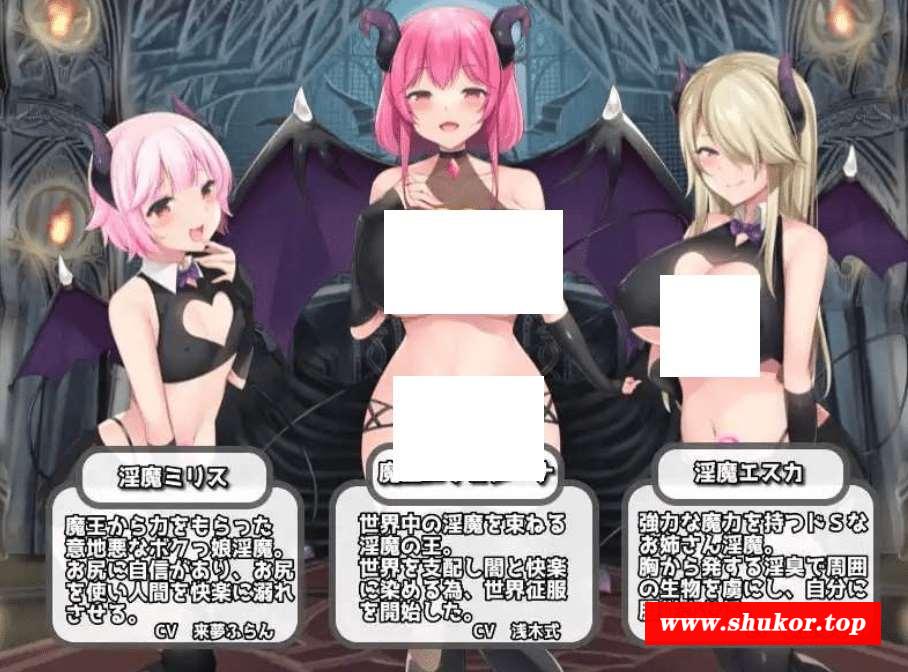 淫魔ミリス
魔王から力をもらった
意地悪なボクっ娘淫魔。
お尻に自信があり、お尻
を使い人間を快楽に溺れ
させる。
CV 来夢ふらん
世界中の淫魔を束ねる
淫魔の王。
世界を支配し闇と快楽
に染める為、世界征服
を開始した。
CV 浅木式
淫魔エスカ
強力な魔力を持つドSな
お姉さん淫魔。
胸から発する淫臭で周囲
の生物を虜にし、自分に
www.shukor.top